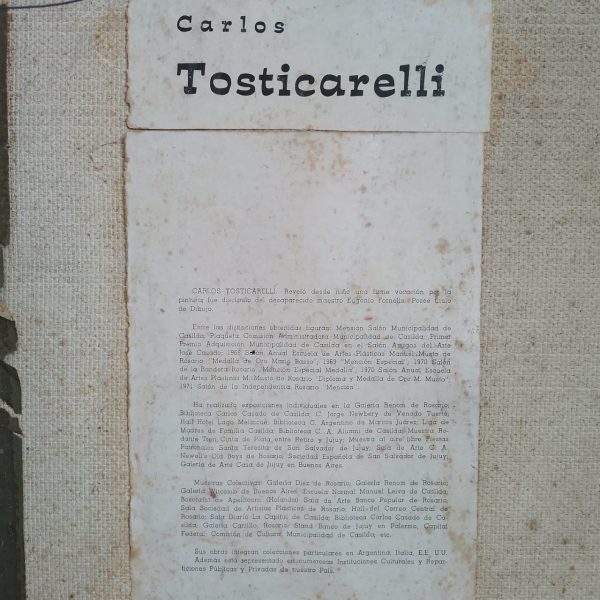 Carlos
Tosticarelli
CARLOS TOSTICARELLI. Reveló desde niño una firme vocación por la
pintura fue discípulo del desaparecido maestro Eugenio Fornells. Posee título
de Dibujo.
Entre las distinciones obtenidas figuran: Mención Salón Municipalidad de
Casilda; Plaqueta Comisión Administradora Municipalidad de Casilda; Primer
Premio Adquisición Municipalidad de Casilda en el Salón Amigos del Arte
José Casado; 1968 Salón Anual Escuela de Artes Plásticas Manuel Musto de
Rosario, "Medalla de Oro Mang Basso", 1969 "Mención Especial"; 1970 Salón
de la Bandera Rosario "Mención Especial Medalla"; 1970 Salón Anual Escuela
de Artes Plásticas M. Musto de Rosario "Diploma y Medalla de Oro M. Musto";
1971 Salón de la Independencia Rosario "Mención".
Ha realizado exposiciones individuales en la Galería Renom de Rosario;
Biblioteca Carlos Casado de Casilda; C. Jorge Newbery de Venado Tuerto;
Hall Hotel Lago Melincué; Biblioteca C. Argentino de Marcos Juárez; Liga de
Madres de Familia Casilda; Biblioteca C. A. Alumni de Casilda; Muestra Ro-
dante Tren Cinta de Plata, entre Retiro y Jujuy; Muestra al aire libre Fiestas
Patronales Santa Teresita de San Salvador de Jujuy; Sala de Arte C. A.
Newell's Old Boys de Rosario; Sociedad Española de San Salvador de Jujuy;
Galería de Arte Casa de Jujuy en Buenos Aires.
Muestras Colectivas: Galería Díez de Rosario; Galería Renom de Rosario;
Galería de Buenos Aires; Escuela Normal Manuel Leiva de Casilda;
de Apeldoorn (Holanda) Sala de Arte Banco Popular de Rosario;
Sala Sociedad de Artistas Plásticos de Rosario; Hall del Correo Central de
Rosario; Sala Diario La Capital de Casilda; Biblioteca Carlos Casado de Ca-
silda; Galería Carrillo, Rosario; Stand Banco de Jujuy en Palermo, Capital
Federal; Comisión de Cultura, Municipalidad de Casilda; etc.
Sus obras integran colecciones particulares en Argentina, Italia, E.E. U.U.
Además está representado en numerosas Instituciones Culturales y Repar-
ticiones Públicas y Privadas de nuestro País.